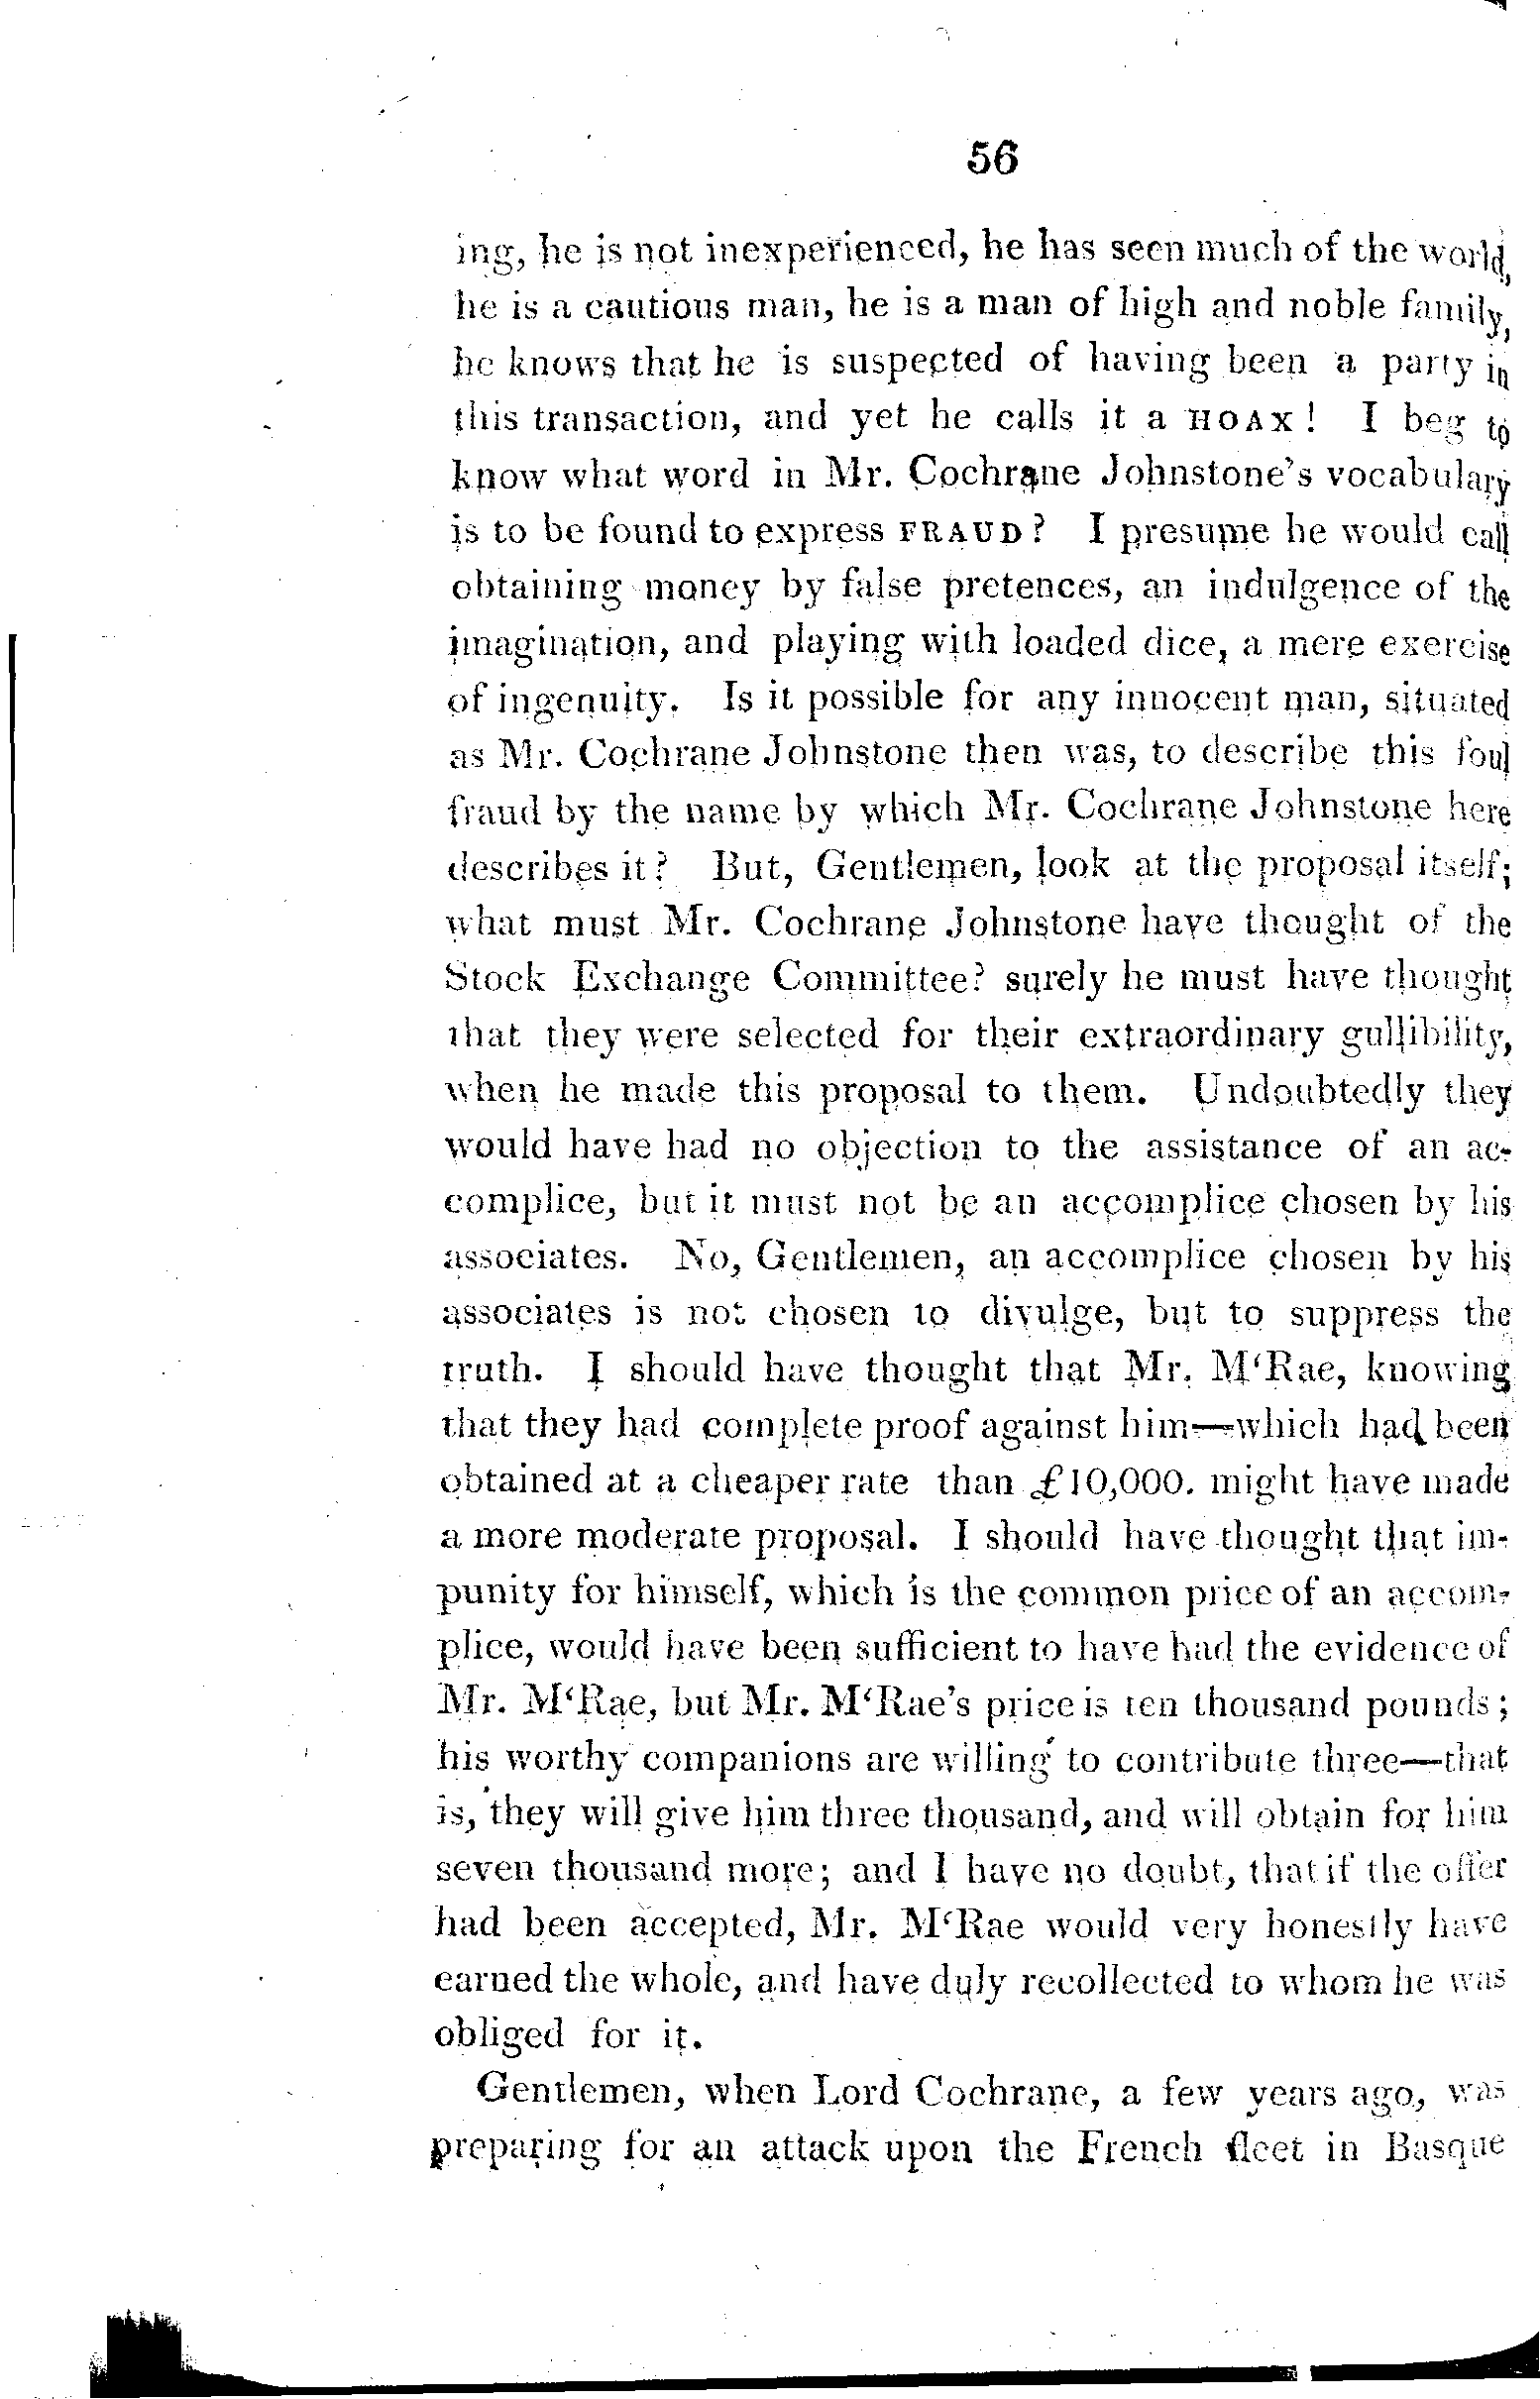 56
ing, he is not inexperienced, he has seen much of the world,
he is a cautious man, he is a man of high and noble family,
he knows that he is suspected of having been a party in
this transaction, and yet he calls it a HOAX! I beg to
know what word in Mr. Cochrane Johnstone's vocabulary
is to be found to express FRAUD? I presume he would call
obtaining money by false pretences, an indulgence of the
imagination, and playing with loaded dice, a mere exercise
of ingenuity. Is it possible for any innocent man, situated
as Mr. Cochrane Johnstone then was, to describe this foul
fraud by the name by which Mr. Cochrane Johnstone here
describes it? But, Gentlemen, look at the proposal itself;
what must Mr. Cochrane Johnstone have thought of the
Stock Exchange Committee? surely he must have thought
that they were selected for their extraordinary gullibility,
when he made this proposal to them. Undoubtedly they
would have had no objection to the assistance of an ac-
complice, but it must not be an accomplice chosen by his
associates. No, Gentlemen, an accomplice chosen by his
associates is not chosen to divulge, but to suppress the
truth. I should have thought that Mr. M‘Rae, knowing
that they had complete proof against him—which had been
obtained at a cheaper rate than £10,000. might have made
a more moderate proposal. I should have thought that im-
punity for himself, which is the common price of an accom-
plice, would have been sufficient to have had the evidence of
Mr. M‘Rae, but Mr. M‘Rae's price is ten thousand pounds;
his worthy companions are willing to contribute three—that
is, they will give him three thousand, and will obtain for him
seven thousand more; and I have no doubt, that if the offer
had been accepted, Mr. M‘Rae would very honestly have
earned the whole, and have duly recollected to whom he was
obliged for it.
Gentlemen, when Lord Cochrane, a few years ago, was
preparing for an attack upon the French fleet in Basque